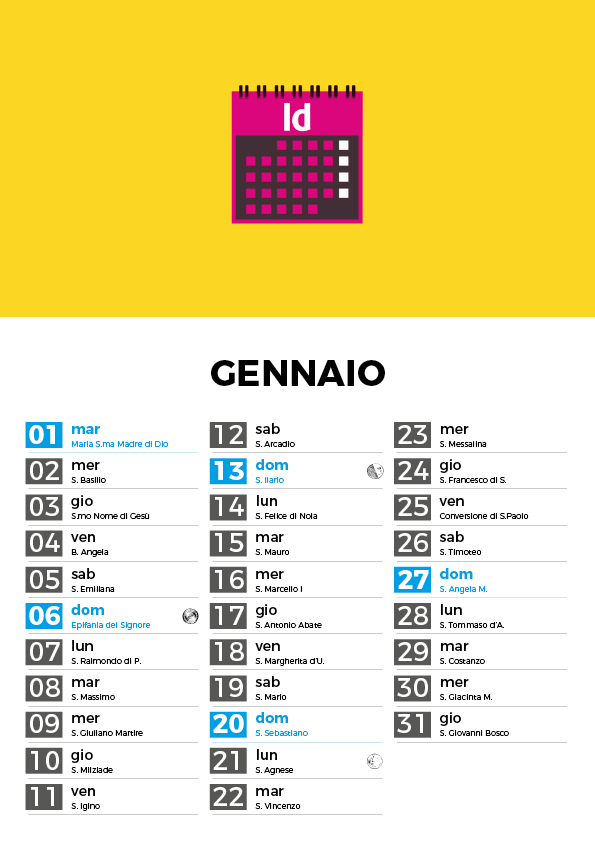 Id
GENNAIO
01 mar
Maria S.ma Madre di Dio
02 mer
S. Basilio
03 gio
S.mo Nome di Gesù
04 ven
B. Angela
05 sab
S. Emiliana
06 dom
Epifania del Signore
07 lun
S. Raimondo di P.
08 mar
S. Massimo
09 mer
S. Giuliano Martire
10 gio
S. Milziade
11 ven
S. Igino
12 sab
S. Arcadio
13 dom
S. Ilario
14 lun
S. Felice di Nola
15 mar
S. Mauro
16 mer
S. Marcello I
17 gio
S. Antonio Abate
18 ven
S. Margherita d'U.
19 sab
S. Mario
20 dom
S. Sebastiano
21 lun
S. Agnese
22 mar
S. Vincenzo
23 mer
S. Messalina
24 gio
S. Francesco di S.
25 ven
Conversione di S.Paolo
26 sab
S. Timoteo
27 dom
S. Angela M.
28 lun
S. Tommaso d'A.
29 mar
S. Costanzo
30 mer
S. Giacinta M.
31 gio
S. Giovanni Bosco